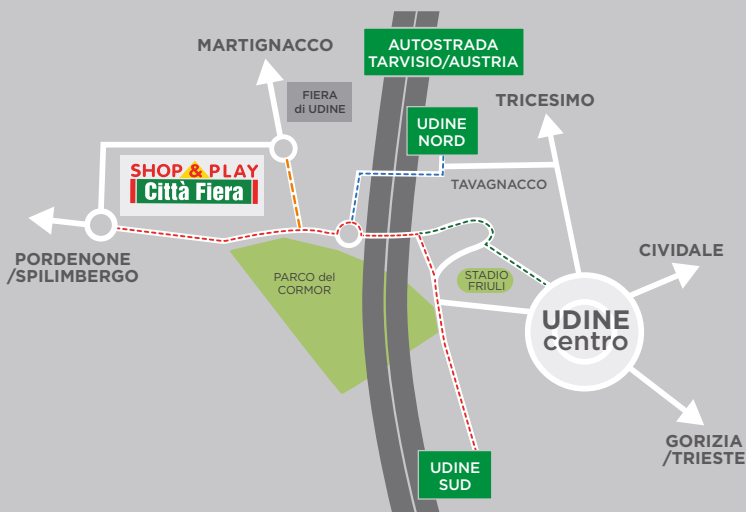 MARTIGNACCO
AUTOSTRADA
TARVISIO/AUSTRIA
FIERA
di UDINE
TRICESIMO
UDINE
NORD
SHOP & PLAY
Città Fiera
TAVAGNACCO
PORDENONE
/SPILIMBERGO
PARCO del
CORMOR
STADIO
FRIULI
CIVIDALE
UDINE
centro
GORIZIA
/TRIESTE
UDINE
SUD